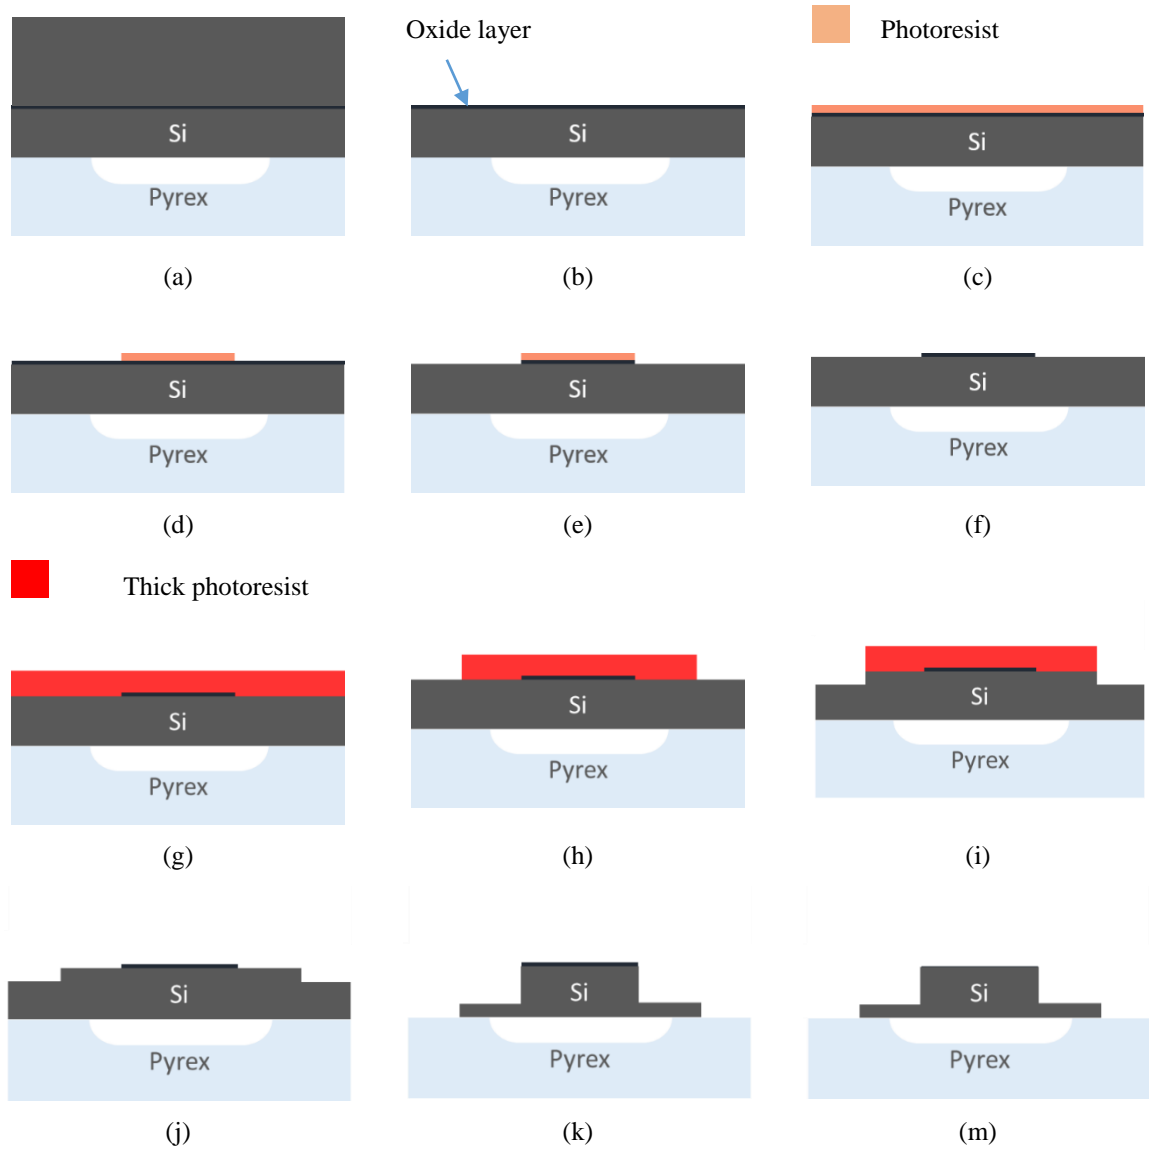 Oxide layer
Photoresist
Si
Pyrex
(a)
Si
Pyrex
(b)
Si
Pyrex
(c)
Si
Pyrex
(d)
Si
Pyrex
(e)
Si
Pyrex
(f)
Thick photoresist
Si
Pyrex
(g)
Si
Pyrex
(h)
Si
Pyrex
(i)
Si
Pyrex
(j)
Si
Pyrex
(k)
Si
Pyrex
(m)